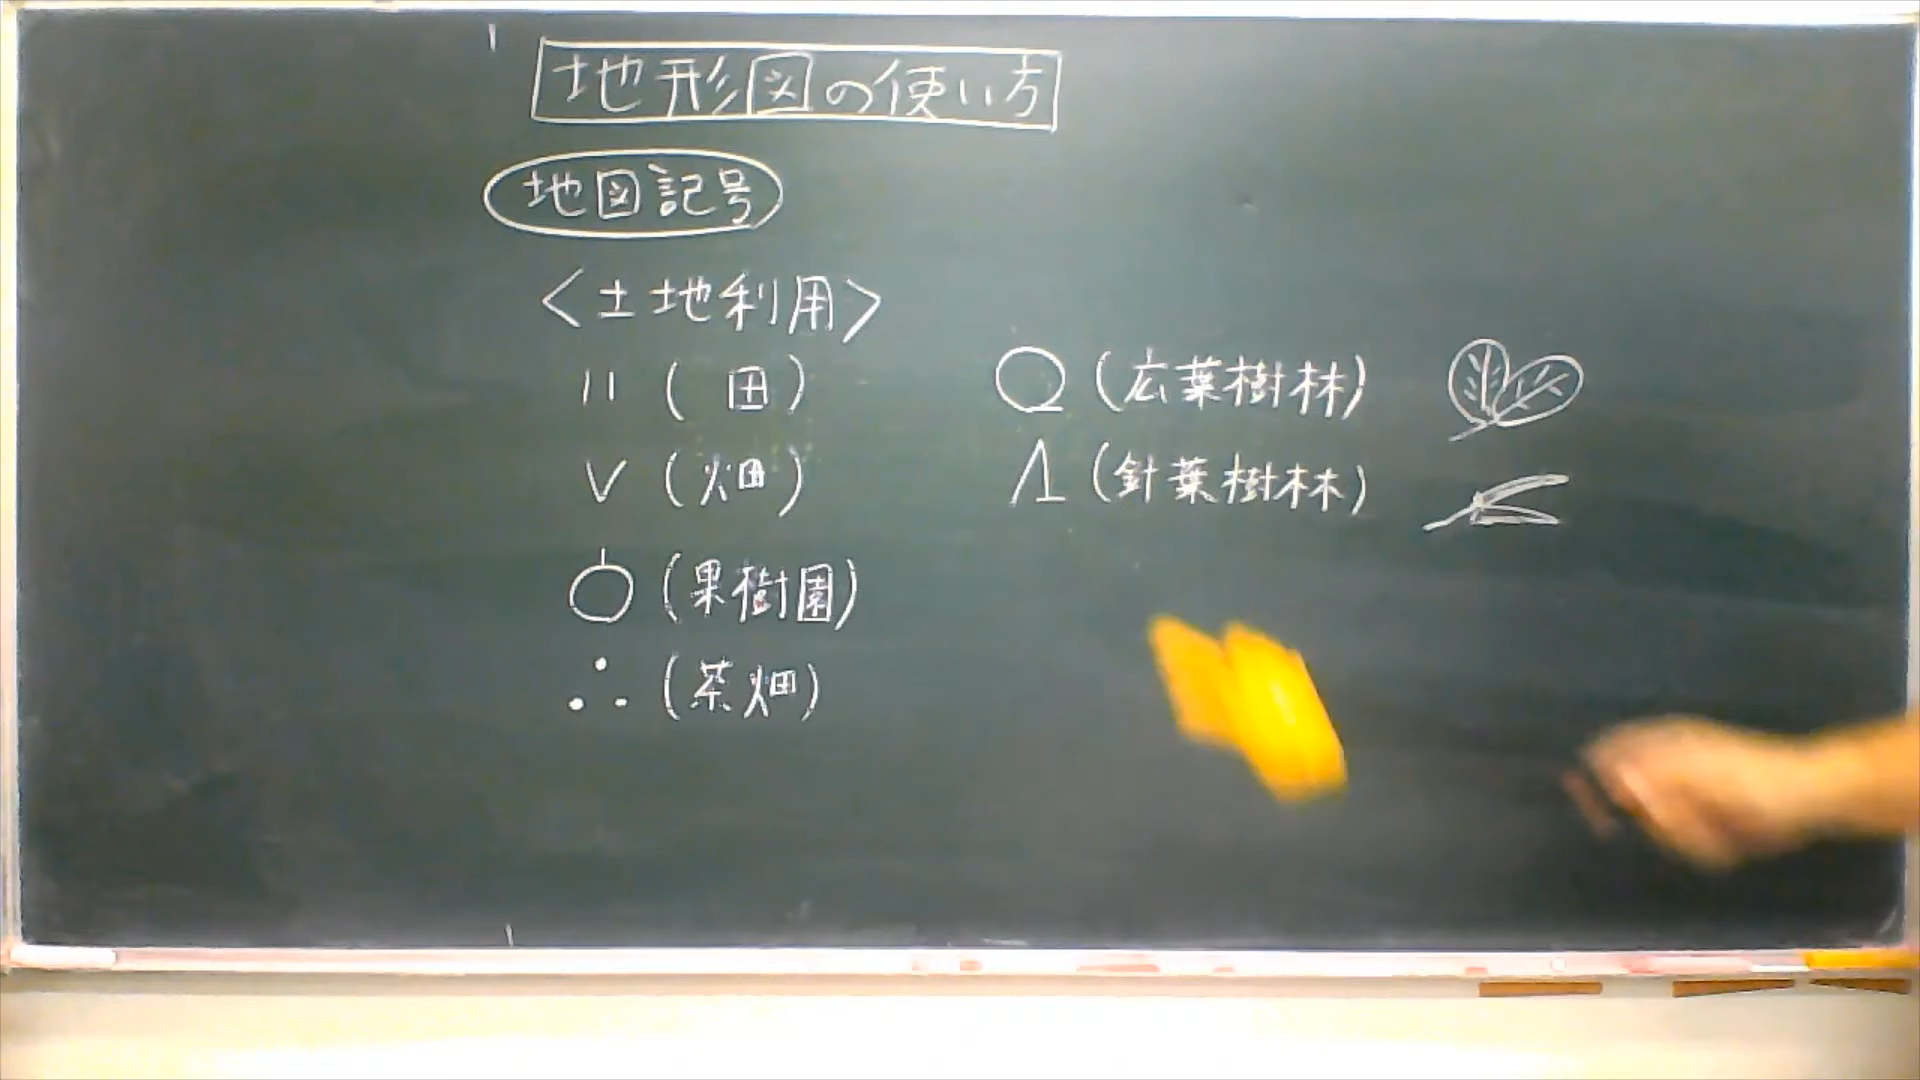 地形図の使い方
地図記号
<土地利用>
(田)
V (畑)
(果樹園)
∴ (茶畑)
(広葉樹林)
(針葉樹林)